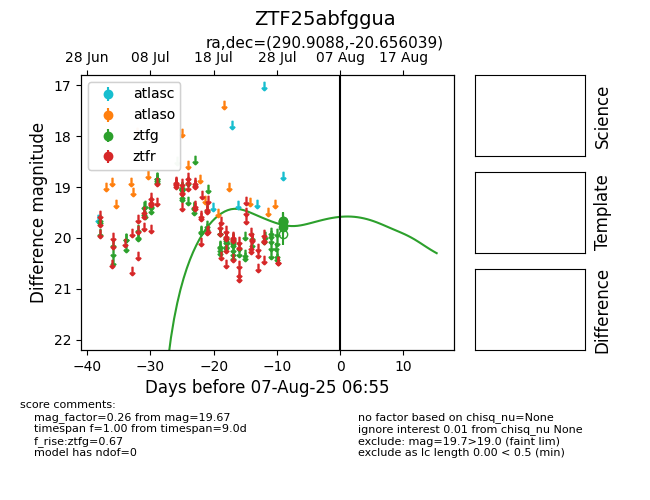 ZTF25abfggua
ra,dec=(290.9088,-20.656039)
28 Jun 08 Jul 18 Jul 28 Jul 07 Aug 17 Aug
17
18
19
20
21
22
Difference magnitude
atlasc
atlaso
ztfg
ztfr
−40 −30 −20 −10 0 10
Days before 07-Aug-25 06:55
Science
Template
Difference
score comments:
mag_factor=0.26 from mag=19.67
timespan f=1.00 from timespan=9.0d
f_rise:ztfg=0.67
model has ndof=0
no factor based on chisq_nu=None
ignore interest 0.01 from chisq_nu None
exclude: mag=19.7>19.0 (faint lim)
exclude as lc length 0.00 < 0.5 (min)